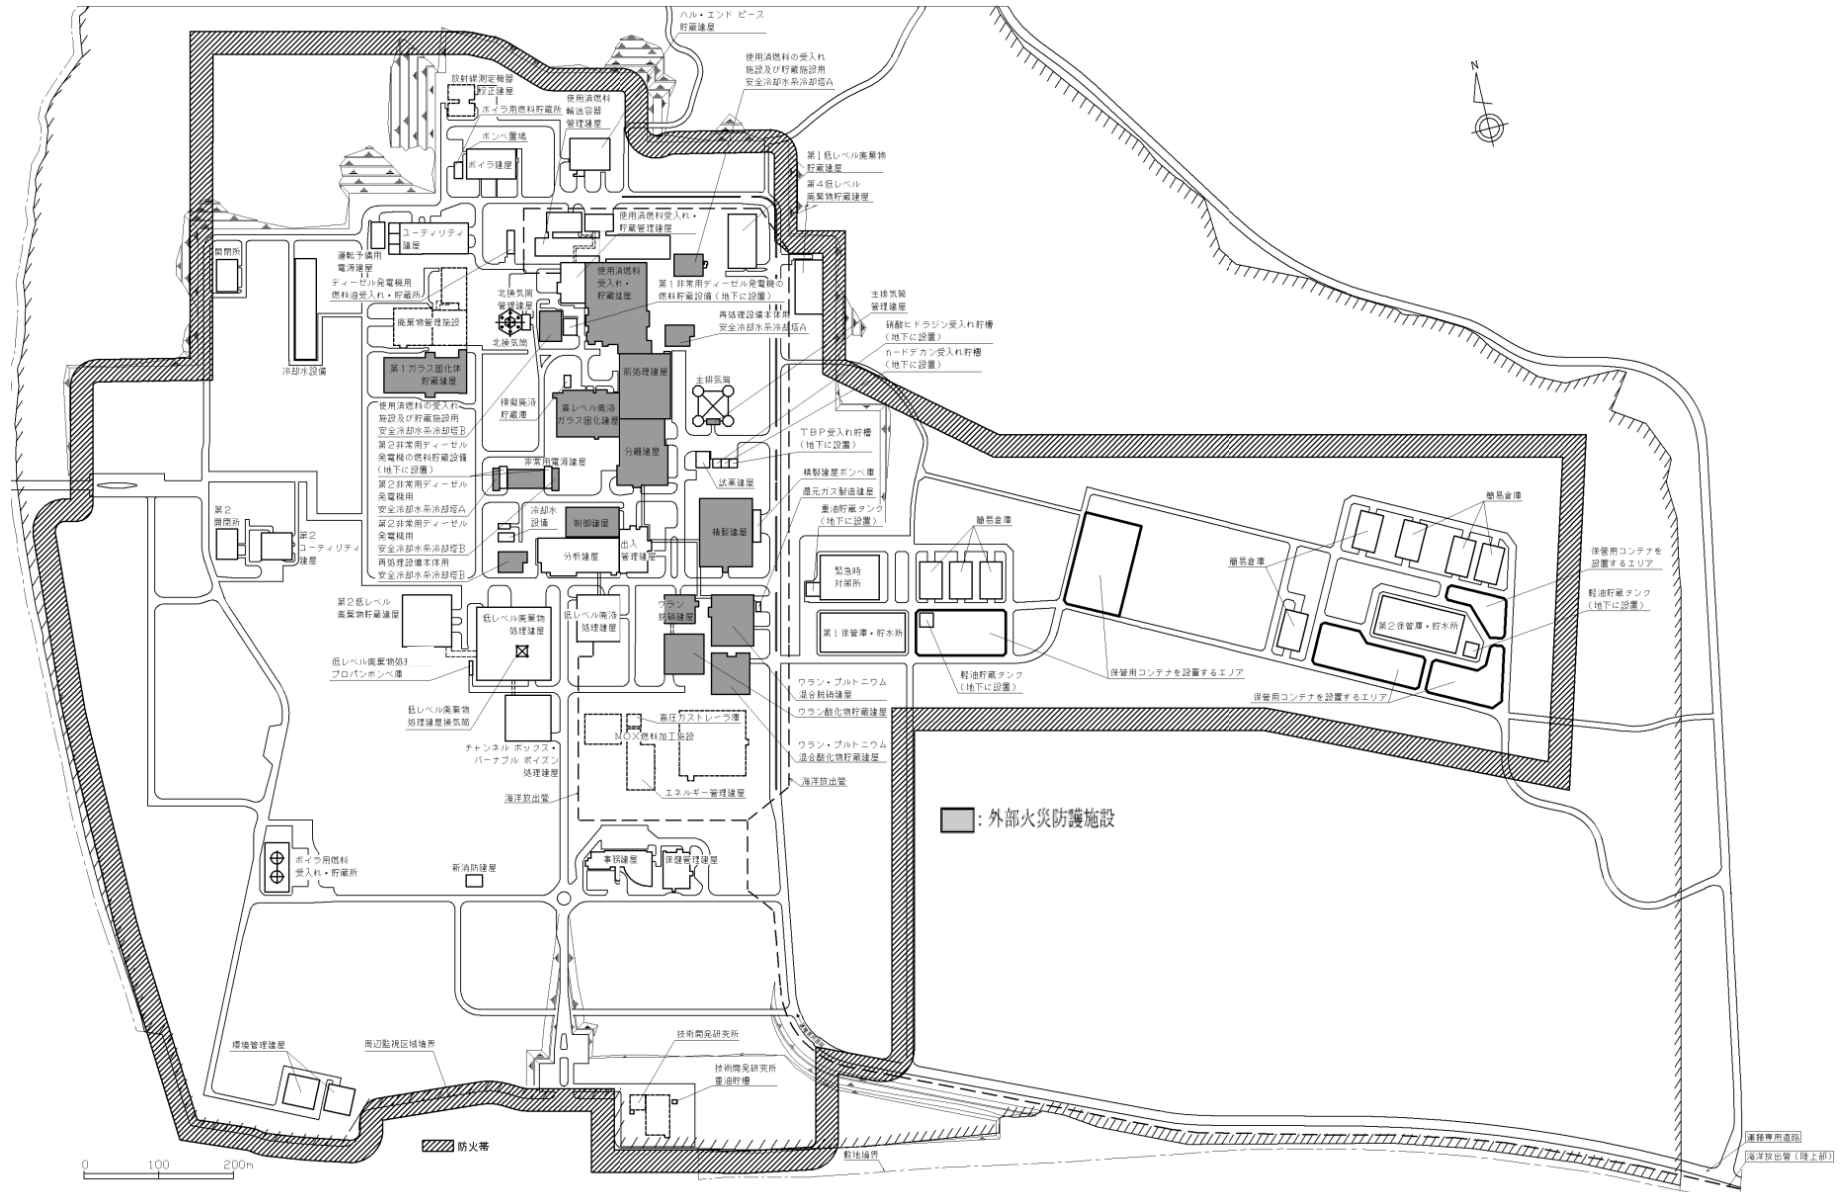 ハル・エンド ピース
貯蔵建屋
使用済燃料の受入れ
施設及び貯蔵施設用
安全冷却水系冷却塔A
N
放射線測定機器
校正建屋
ボイラ用燃料貯蔵所
使用済燃料
輸送容器
管理建屋
ボンベ置場
ボイラ建屋
第1低レベル廃棄物
貯蔵建屋
第4低レベル
廃棄物貯蔵建屋
使用済燃料受入れ・
貯蔵管理建屋
ユーティリティ
建屋
開閉所
運転予備用
電源建屋
ディーゼル発電機用
燃料油受入れ・貯蔵所
使用済燃料
受入れ・
貯蔵建屋
北換気筒
管理建屋
第1非常用ディーゼル発電機の
燃料貯蔵設備(地下に設置)
主排気筒
管理建屋
再処理設備本体用
安全冷却水系冷却塔A
硝酸ヒドラジン受入れ貯槽
(地下に設置)
n-ドデカン受入れ貯槽
(地下に設置)
廃棄物管理施設
北換気筒
冷却水設備
第1ガラス固化体
貯蔵建屋
前処理建屋
主排気筒
模擬廃液
貯蔵庫
高レベル廃液
ガラス固化建屋
使用済燃料の受入れ
施設及び貯蔵施設用
安全冷却水系冷却塔B
第2非常用ディーゼル
発電機の燃料貯蔵設備
(地下に設置)
第2非常用ディーゼル
発電機用
安全冷却水系冷却塔A
第2非常用ディーゼル
発電機用
安全冷却水系冷却塔B
再処理設備本体用
安全冷却水系冷却塔B
TBP受入れ貯槽
(地下に設置)
分離建屋
非常用電源建屋
試薬建屋
精製建屋ボンベ庫
還元ガス製造建屋
重油貯蔵タンク
(地下に設置)
簡易倉庫
簡易倉庫
簡易倉庫
冷却水
設備
制御建屋
精製建屋
分析建屋
出入
管理建屋
第2
開閉所
第2
ユーティリティ
建屋
緊急時
対策所
保管用コンテナを
設置するエリア
軽油貯蔵タンク
(地下に設置)
第2低レベル
廃棄物貯蔵建屋
低レベル廃棄物
処理建屋
低レベル廃液
処理建屋
ウラン
脱硝建屋
第1保管庫・貯水所
第2保管庫・貯水所
低レベル廃棄物処理
プロパンボンベ庫
軽油貯蔵タンク
(地下に設置)
保管用コンテナを設置するエリア
保管用コンテナを設置するエリア
ウラン・プルトニウム
混合脱硝建屋
ウラン酸化物貯蔵建屋
低レベル廃棄物
処理建屋換気筒
高圧ガストレーラ庫
MOX燃料加工施設
チャンネル ボックス・
バーナブル ポイズン
処理建屋
ウラン・プルトニウム
混合酸化物貯蔵建屋
海洋放出管
エネルギー管理建屋
海洋放出管
:外部火災防護施設
ボイラ用燃料
受入れ・貯蔵所
新消防建屋
事務建屋
保健管理建屋
環境管理建屋
周辺監視区域境界
技術開発研究所
技術開発研究所
重油貯槽
防火帯
敷地境界
運搬専用道路
海洋放出管(陸上部)
0 100 200m